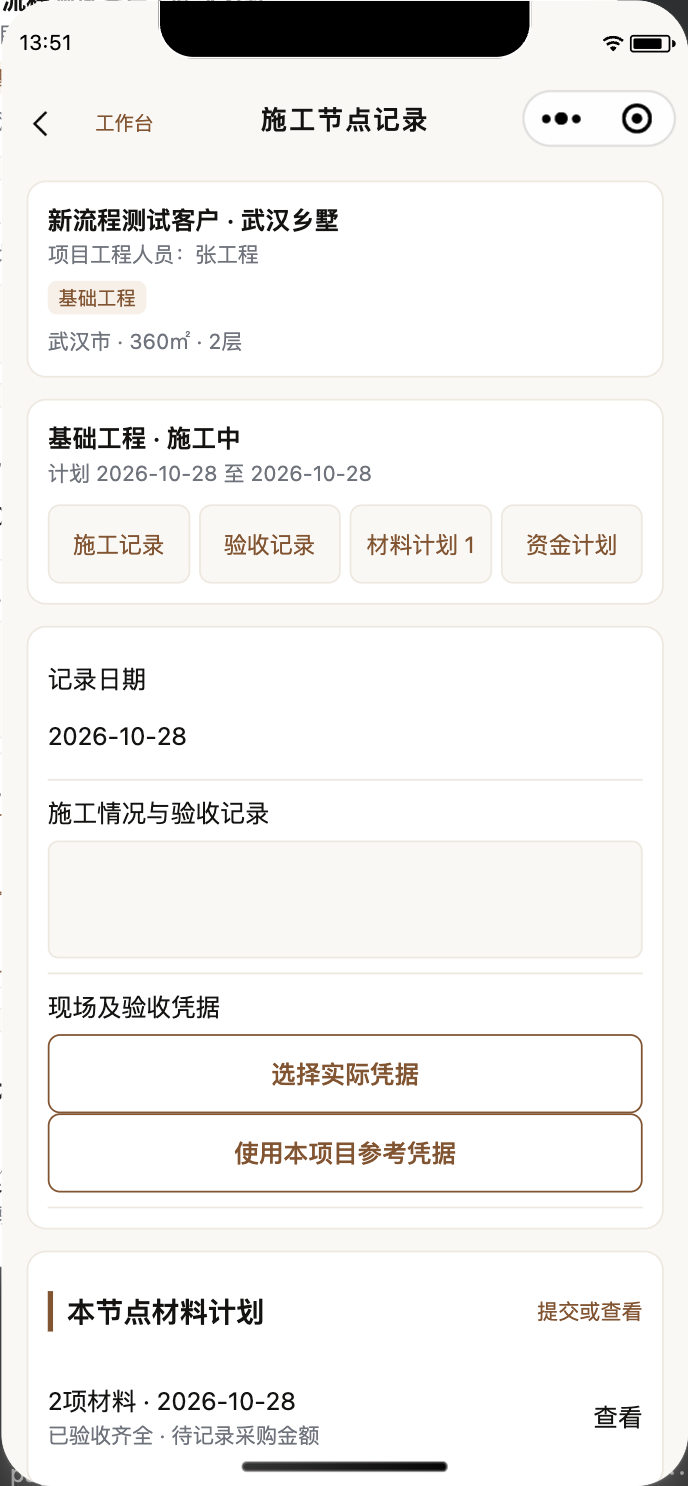 13:51
工作台
施工节点记录
新流程测试客户 · 武汉乡墅
项目工程人员：张工程
基础工程
武汉市 · 360㎡ · 2层
基础工程 · 施工中
计划 2026-10-28 至 2026-10-28
施工记录
验收记录
材料计划 1
资金计划
记录日期
2026-10-28
施工情况与验收记录
现场及验收凭据
选择实际凭据
使用本项目参考凭据
本节点材料计划
提交或查看
2项材料 · 2026-10-28
查看
已验收齐全 · 待记录采购金额